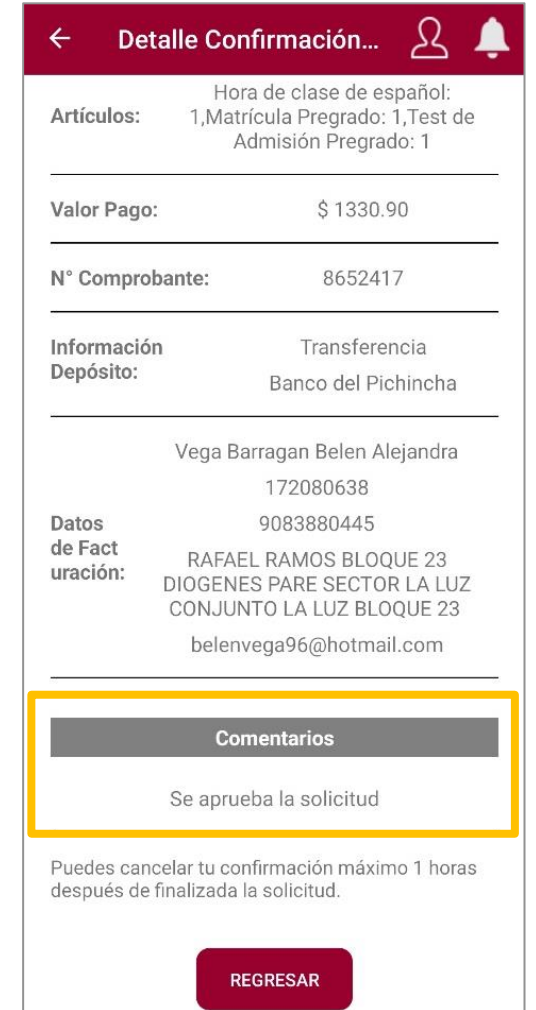 Detalle Confirmación...
Artículos:
Hora de clase de español:
1,Matrícula Pregrado: 1,Test de
Admisión Pregrado: 1
Valor Pago:
$ 1330.90
N° Comprobante:
8652417
Información
Depósito:
Transferencia
Banco del Pichincha
Datos
de Fact
uración:
Vega Barragan Belen Alejandra
172080638
9083880445
RAFAEL RAMOS BLOQUE 23
DIOGENES PARE SECTOR LA LUZ
CONJUNTO LA LUZ BLOQUE 23
belenvega96@hotmail.com
Comentarios
Se aprueba la solicitud
Puedes cancelar tu confirmación máximo 1 horas
después de finalizada la solicitud.
REGRESAR